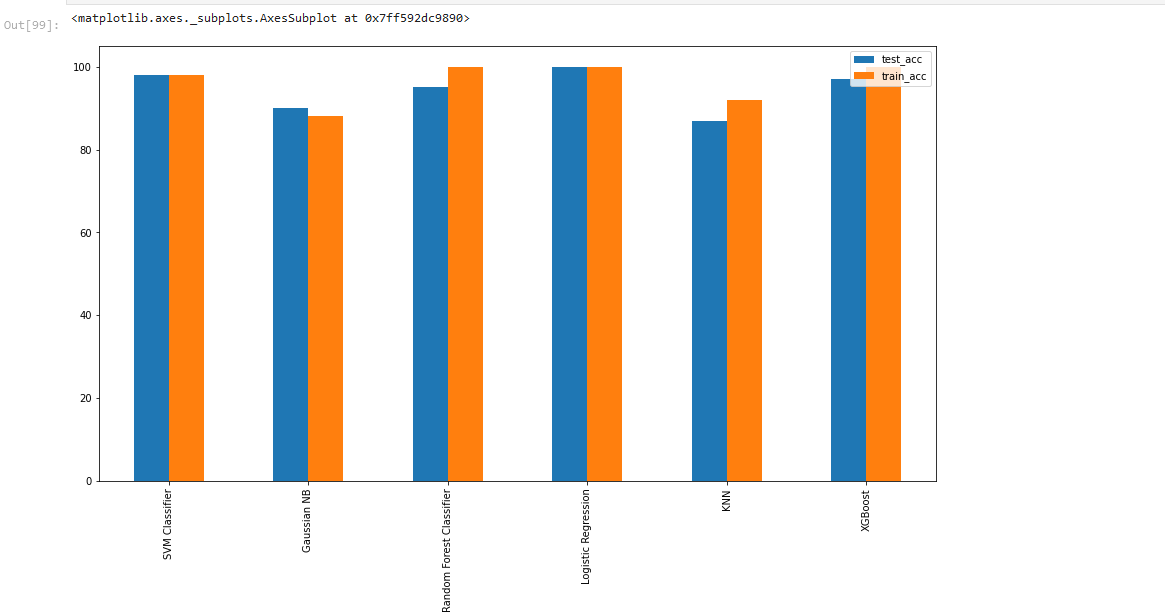 <matplotlib.axes._subplots.AxesSubplot at 0x7ff592dc9890>
Out[99]:
test_acc
train_acc
100
80
60
40
20
0
SVM Classifier
Gaussian NB
Random Forest Classifier
Logistic Regression
KNN
XGBoost